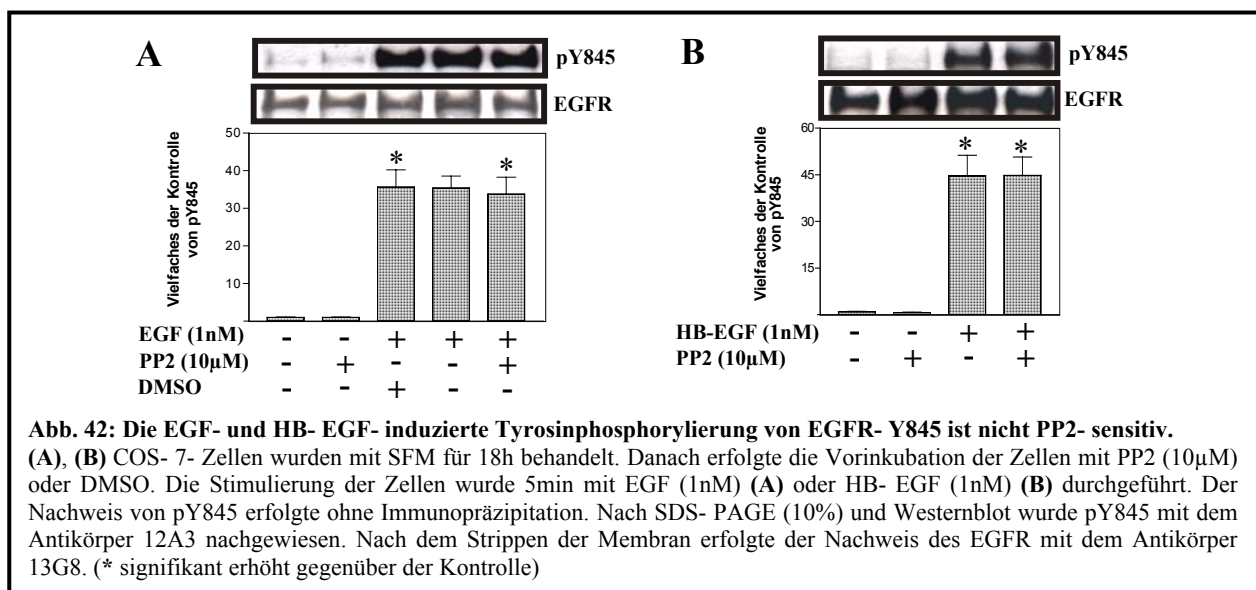 A
pY845
EGFR
Vielfaches der Kontrolle
von pY845
50
40
30
20
10
* *
EGF (1nM) - - + + +
PP2 (10µM) - + - - +
DMSO - - + - -
B
pY845
EGFR
Vielfaches der Kontrolle
von pY845
60
45
30
15
* *
HB-EGF (1nM) - - + +
PP2 (10µM) - + - +
Abb. 42: Die EGF- und HB- EGF- induzierte Tyrosinphosphorylierung von EGFR- Y845 ist nicht PP2- sensitiv.
(A), (B) COS- 7- Zellen wurden mit SFM für 18h behandelt. Danach erfolgte die Vorinkubation der Zellen mit PP2 (10µM)
oder DMSO. Die Stimulierung der Zellen wurde 5min mit EGF (1nM) (A) oder HB- EGF (1nM) (B) durchgeführt. Der
Nachweis von pY845 erfolgte ohne Immunopräzipitation. Nach SDS- PAGE (10%) und Westernblot wurde pY845 mit dem
Antikörper 12A3 nachgewiesen. Nach dem Strippen der Membran erfolgte der Nachweis des EGFR mit dem Antikörper
13G8. (* signifikant erhöht gegenüber der Kontrolle)